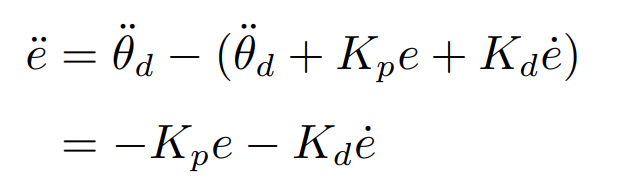 ë = θ̈_d − (θ̈_d + K_p e + K_d ė)
= −K_p e − K_d ė